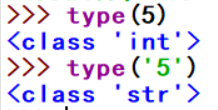 >>> type(5)
<class 'int'>
>>> type('5')
<class 'str'>